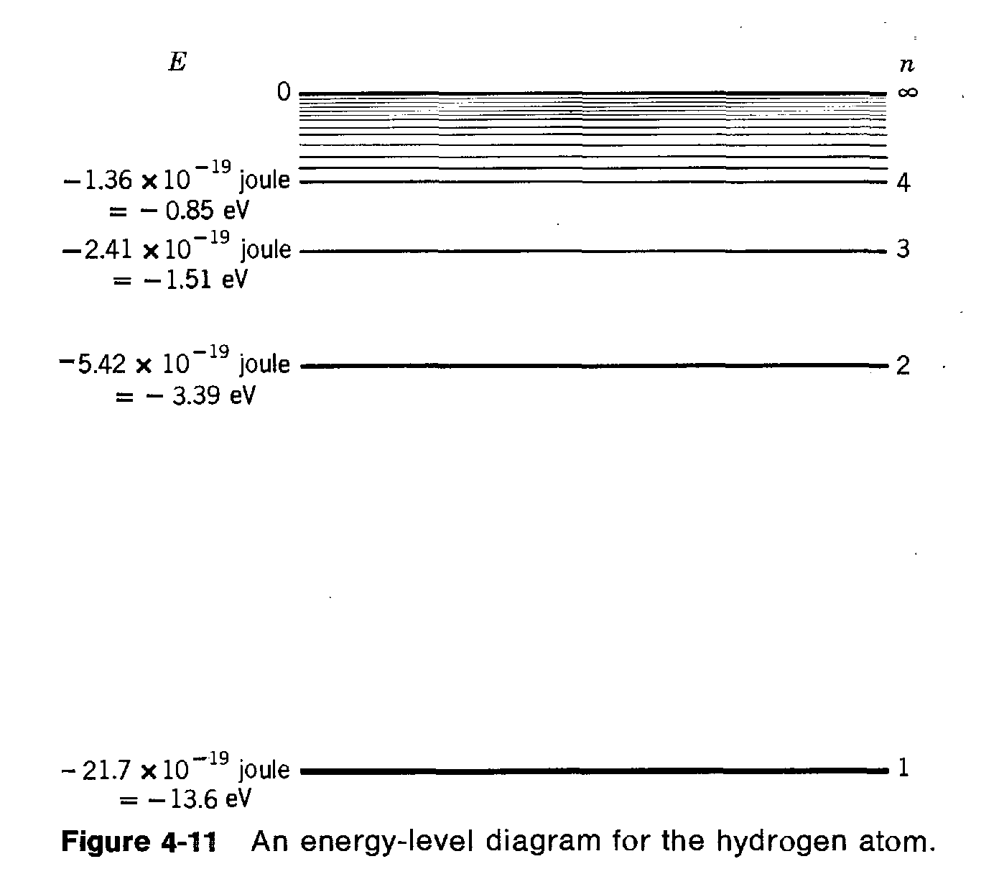 E n
0 ∞
−1.36 × 10⁻¹⁹ joule 4
= − 0.85 eV
−2.41 × 10⁻¹⁹ joule 3
= −1.51 eV
−5.42 × 10⁻¹⁹ joule 2
= − 3.39 eV
− 21.7 × 10⁻¹⁹ joule 1
= −13.6 eV
Figure 4-11 An energy-level diagram for the hydrogen atom.